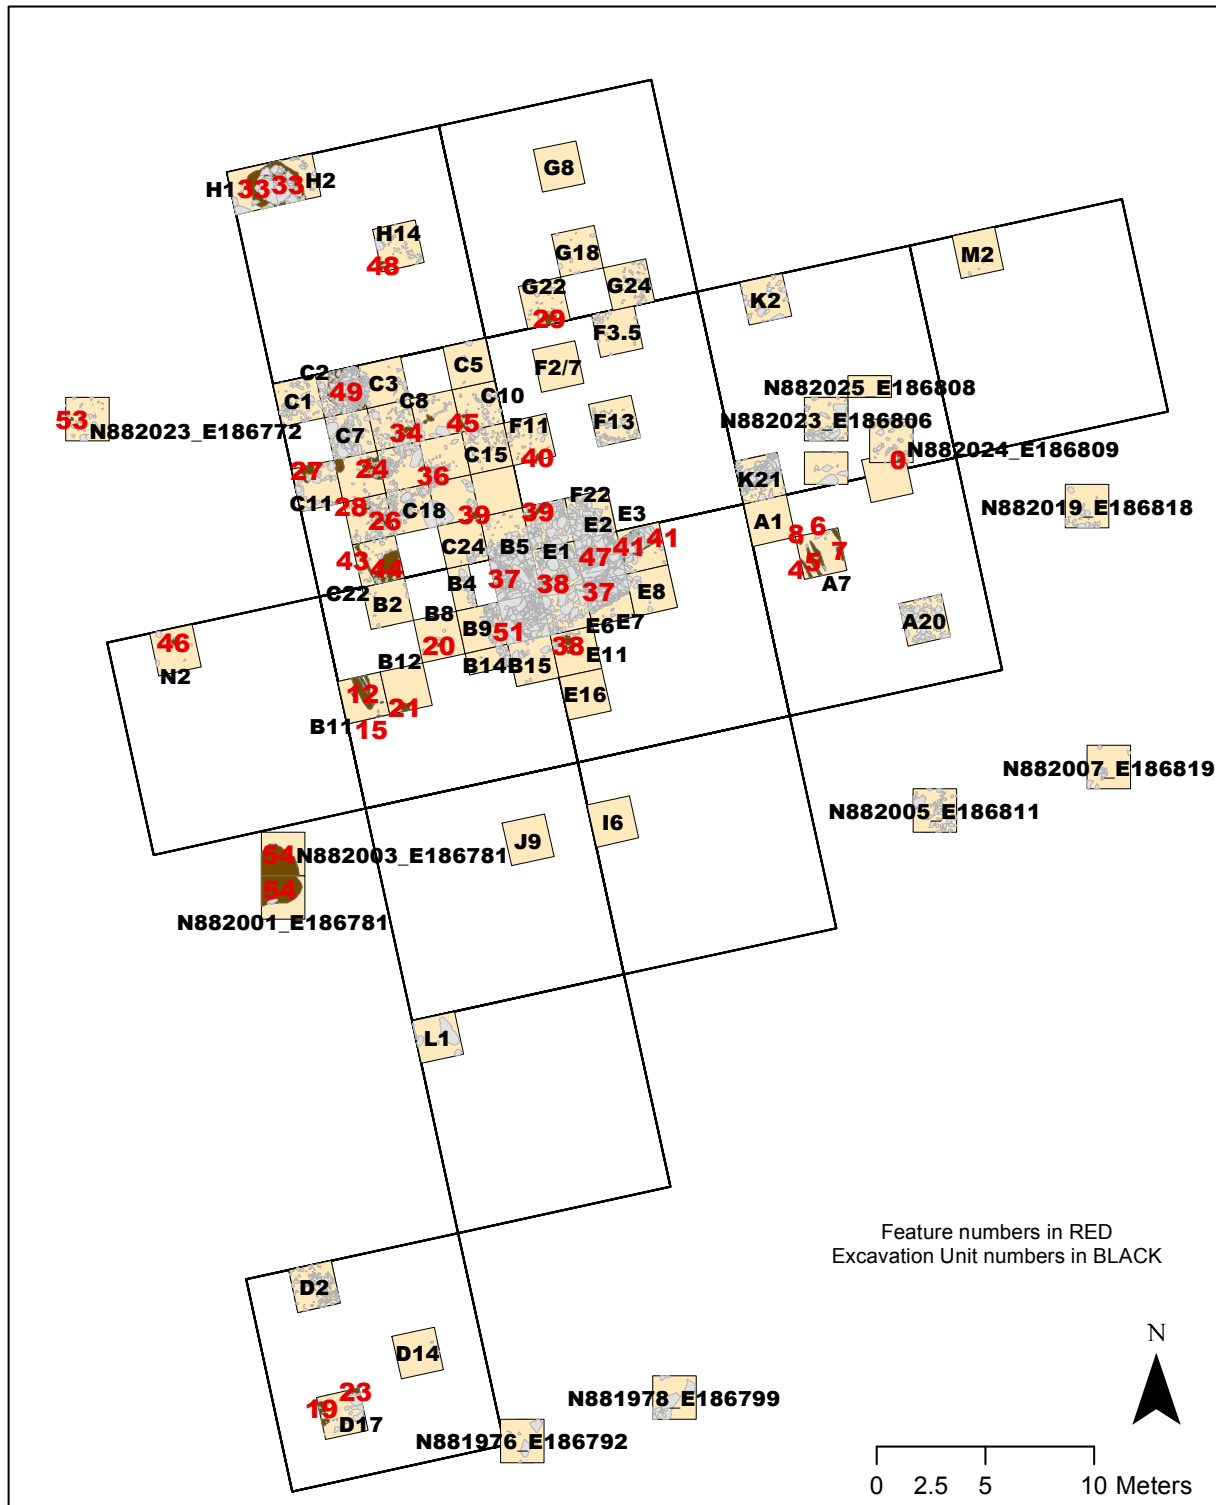 G8
H1
33
33
H2
H14
48
G18
G22
G24
29
F3.5
M2
K2
C5
F2/7
C2
C1
49
C3
C8
C10
C7
34
45
F11
F13
C15
40
53
N882023_E186772
N882025_E186808
N882023_E186806
N882024_E186809
0
27
24
36
C11
28
26
C18
39
39
F22
K21
A1
N882019_E186818
E2
E3
C24
B5
E1
47
41
41
8
6
7
4
5
A7
43
44
C22
B2
B4
37
38
37
E8
B8
B9
51
E6
E7
A20
46
N2
20
38
E11
B12
B14
B15
E16
12
21
B11
15
N882007_E186819
N882005_E186811
J9
I6
54
N882003_E186781
54
N882001_E186781
L1
Feature numbers in RED
Excavation Unit numbers in BLACK
D2
D14
N
23
19
D17
N881978_E186799
N881976_E186792
0 2.5 5 10 Meters